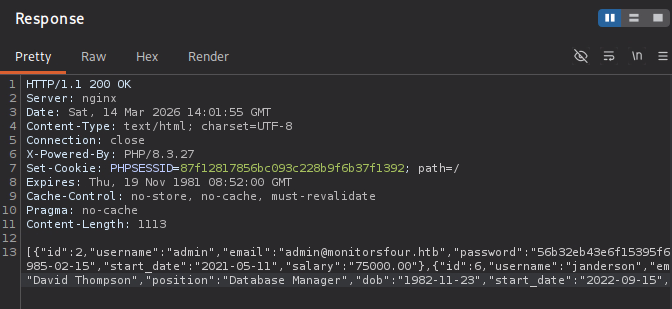 Response
Pretty Raw Hex Render \n
1 HTTP/1.1 200 OK
2 Server: nginx
3 Date: Sat, 14 Mar 2026 14:01:55 GMT
4 Content-Type: text/html; charset=UTF-8
5 Connection: close
6 X-Powered-By: PHP/8.3.27
7 Set-Cookie: PHPSESSID=87f12817856bc093c228b9f6b37f1392; path=/
8 Expires: Thu, 19 Nov 1981 08:52:00 GMT
9 Cache-Control: no-store, no-cache, must-revalidate
10 Pragma: no-cache
11 Content-Length: 1113
12
13 [{"id":2,"username":"admin","email":"admin@monitorsfour.htb","password":"56b32eb43e6f15395f6
985-02-15","start_date":"2021-05-11","salary":"75000.00"},{"id":6,"username":"janderson","em
"David Thompson","position":"Database Manager","dob":"1982-11-23","start_date":"2022-09-15",